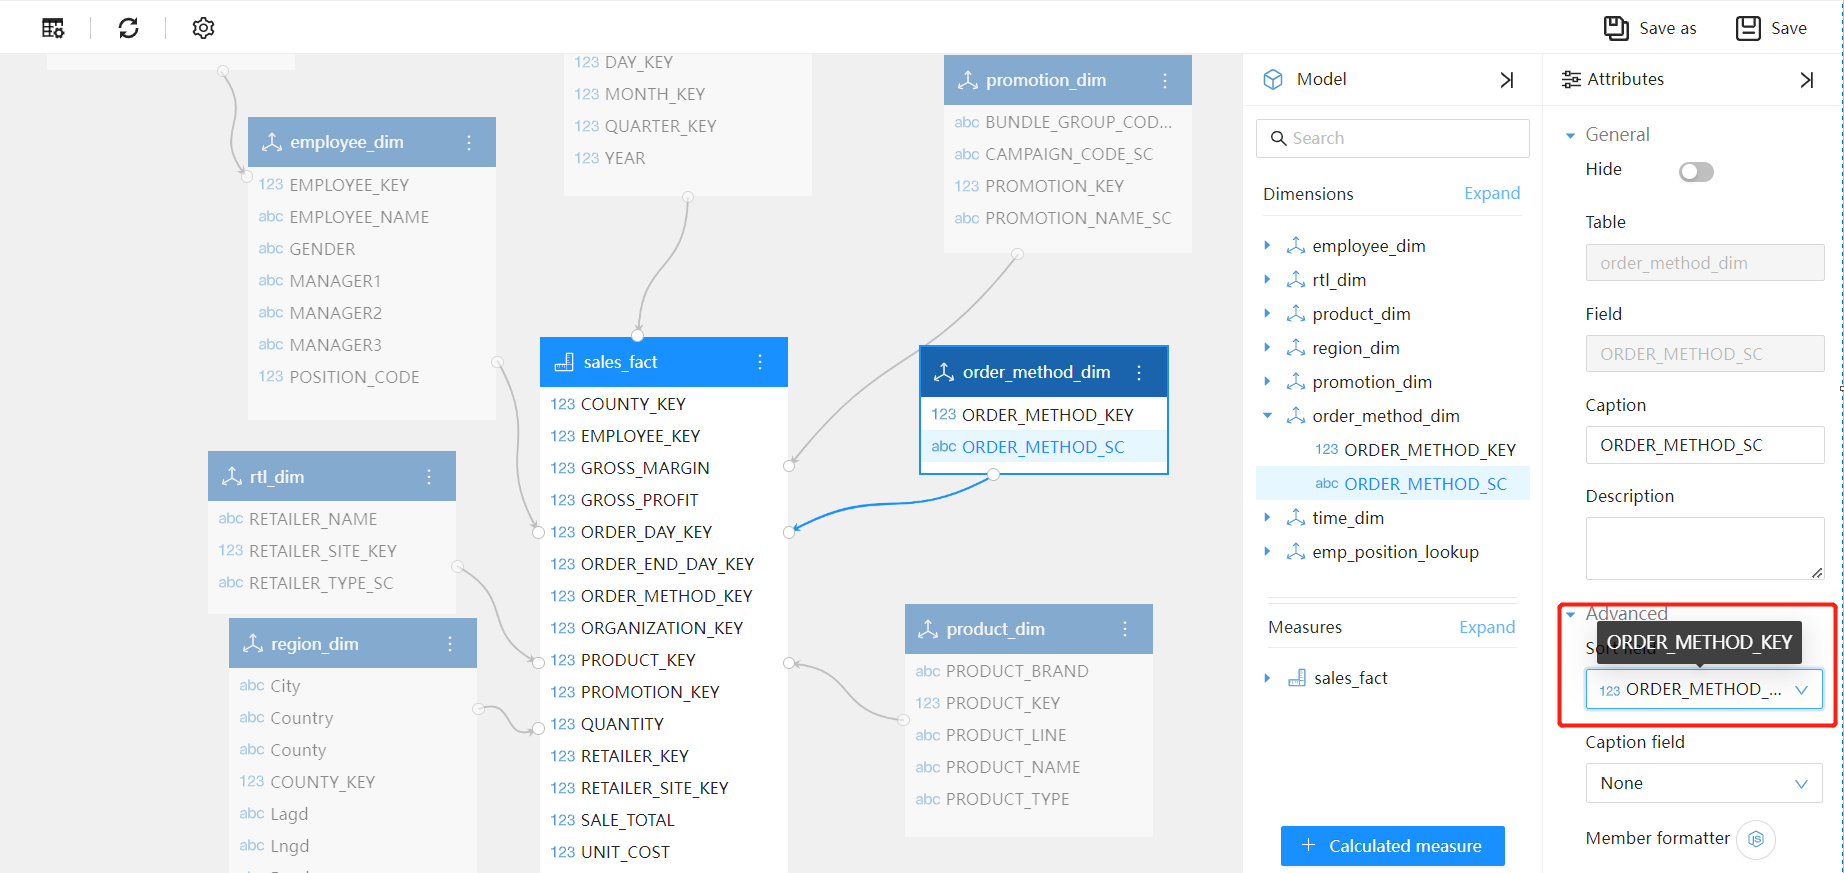 Save as
Save
DAY_KEY
123 MONTH_KEY
123 QUARTER_KEY
123 YEAR
employee_dim
123 EMPLOYEE_KEY
abc EMPLOYEE_NAME
abc GENDER
abc MANAGER1
abc MANAGER2
abc MANAGER3
123 POSITION_CODE
promotion_dim
abc BUNDLE_GROUP_COD...
abc CAMPAIGN_CODE_SC
123 PROMOTION_KEY
abc PROMOTION_NAME_SC
sales_fact
123 COUNTY_KEY
123 EMPLOYEE_KEY
123 GROSS_MARGIN
123 GROSS_PROFIT
123 ORDER_DAY_KEY
123 ORDER_END_DAY_KEY
123 ORDER_METHOD_KEY
123 ORGANIZATION_KEY
123 PRODUCT_KEY
123 PROMOTION_KEY
123 QUANTITY
123 RETAILER_KEY
123 RETAILER_SITE_KEY
123 SALE_TOTAL
123 UNIT_COST
order_method_dim
123 ORDER_METHOD_KEY
abc ORDER_METHOD_SC
rtl_dim
abc RETAILER_NAME
123 RETAILER_SITE_KEY
abc RETAILER_TYPE_SC
region_dim
abc City
abc Country
abc County
123 COUNTY_KEY
abc Lagd
abc Lngd
product_dim
abc PRODUCT_BRAND
123 PRODUCT_KEY
abc PRODUCT_LINE
abc PRODUCT_NAME
abc PRODUCT_TYPE
Model
Search
Dimensions Expand
employee_dim
rtl_dim
product_dim
region_dim
promotion_dim
order_method_dim
123 ORDER_METHOD_KEY
abc ORDER_METHOD_SC
time_dim
emp_position_lookup
Measures Expand
sales_fact
+ Calculated measure
Attributes
General
Hide
Table
order_method_dim
Field
ORDER_METHOD_SC
Caption
ORDER_METHOD_SC
Description
Advanced
ORDER_METHOD_KEY
123 ORDER_METHOD_...
Caption field
None
Member formatter
JS